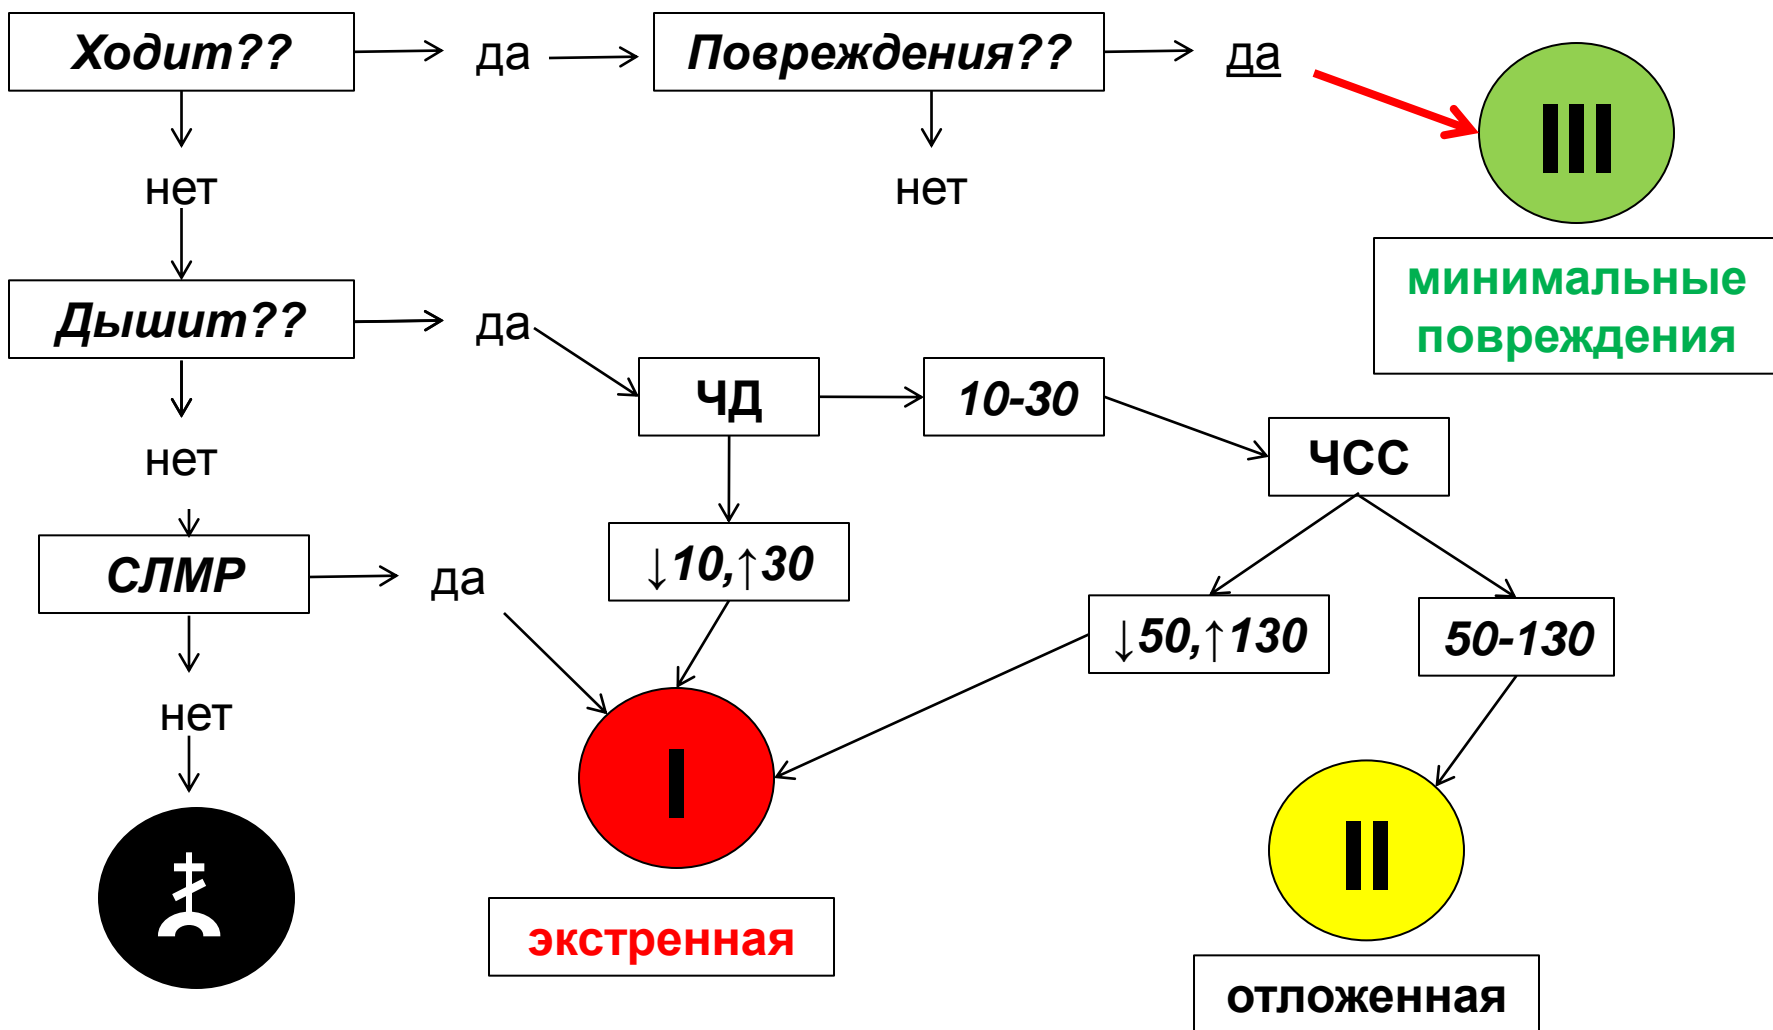 Ходит??
да
Повреждения??
да
III
нет
нет
минимальные
повреждения
Дышит??
да
ЧД
10-30
ЧСС
нет
↓10,↑30
СЛМР
да
↓50,↑130
50-130
нет
I
II
экстренная
отложенная